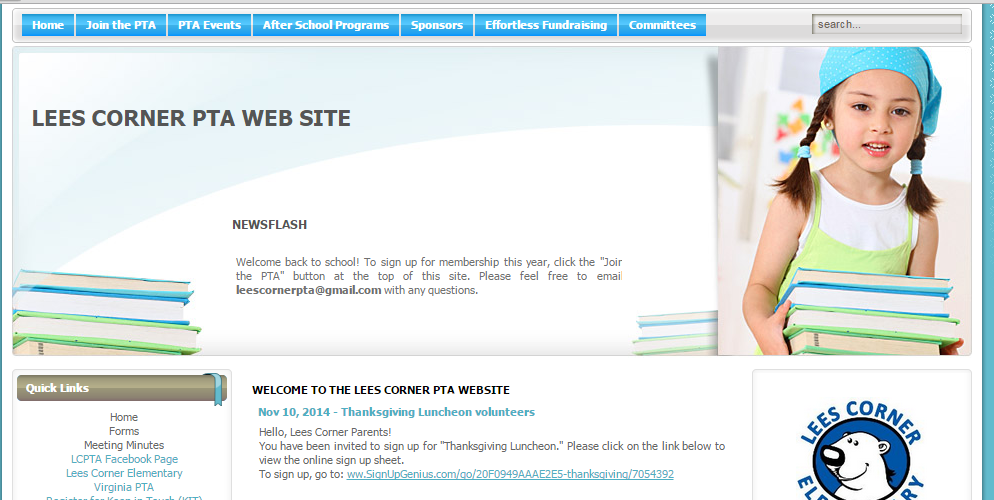 Home Join the PTA PTA Events After School Programs Sponsors Effortless Fundraising Committees
search...
LEES CORNER PTA WEB SITE
NEWSFLASH
Welcome back to school! To sign up for membership this year, click the "Join
the PTA" button at the top of this site. Please feel free to email
leescornerpta@gmail.com with any questions.
Quick Links
Home
Forms
Meeting Minutes
LCPTA Facebook Page
Lees Corner Elementary
Virginia PTA
Register for Keep in Touch (KIT)
WELCOME TO THE LEES CORNER PTA WEBSITE
Nov 10, 2014 - Thanksgiving Luncheon volunteers
Hello, Lees Corner Parents!
You have been invited to sign up for "Thanksgiving Luncheon." Please click on the link below to
view the online sign up sheet.
To sign up, go to: ww.SignUpGenius.com/go/20F0949AAAE2E5-thanksgiving/7054392
LEES CORNER